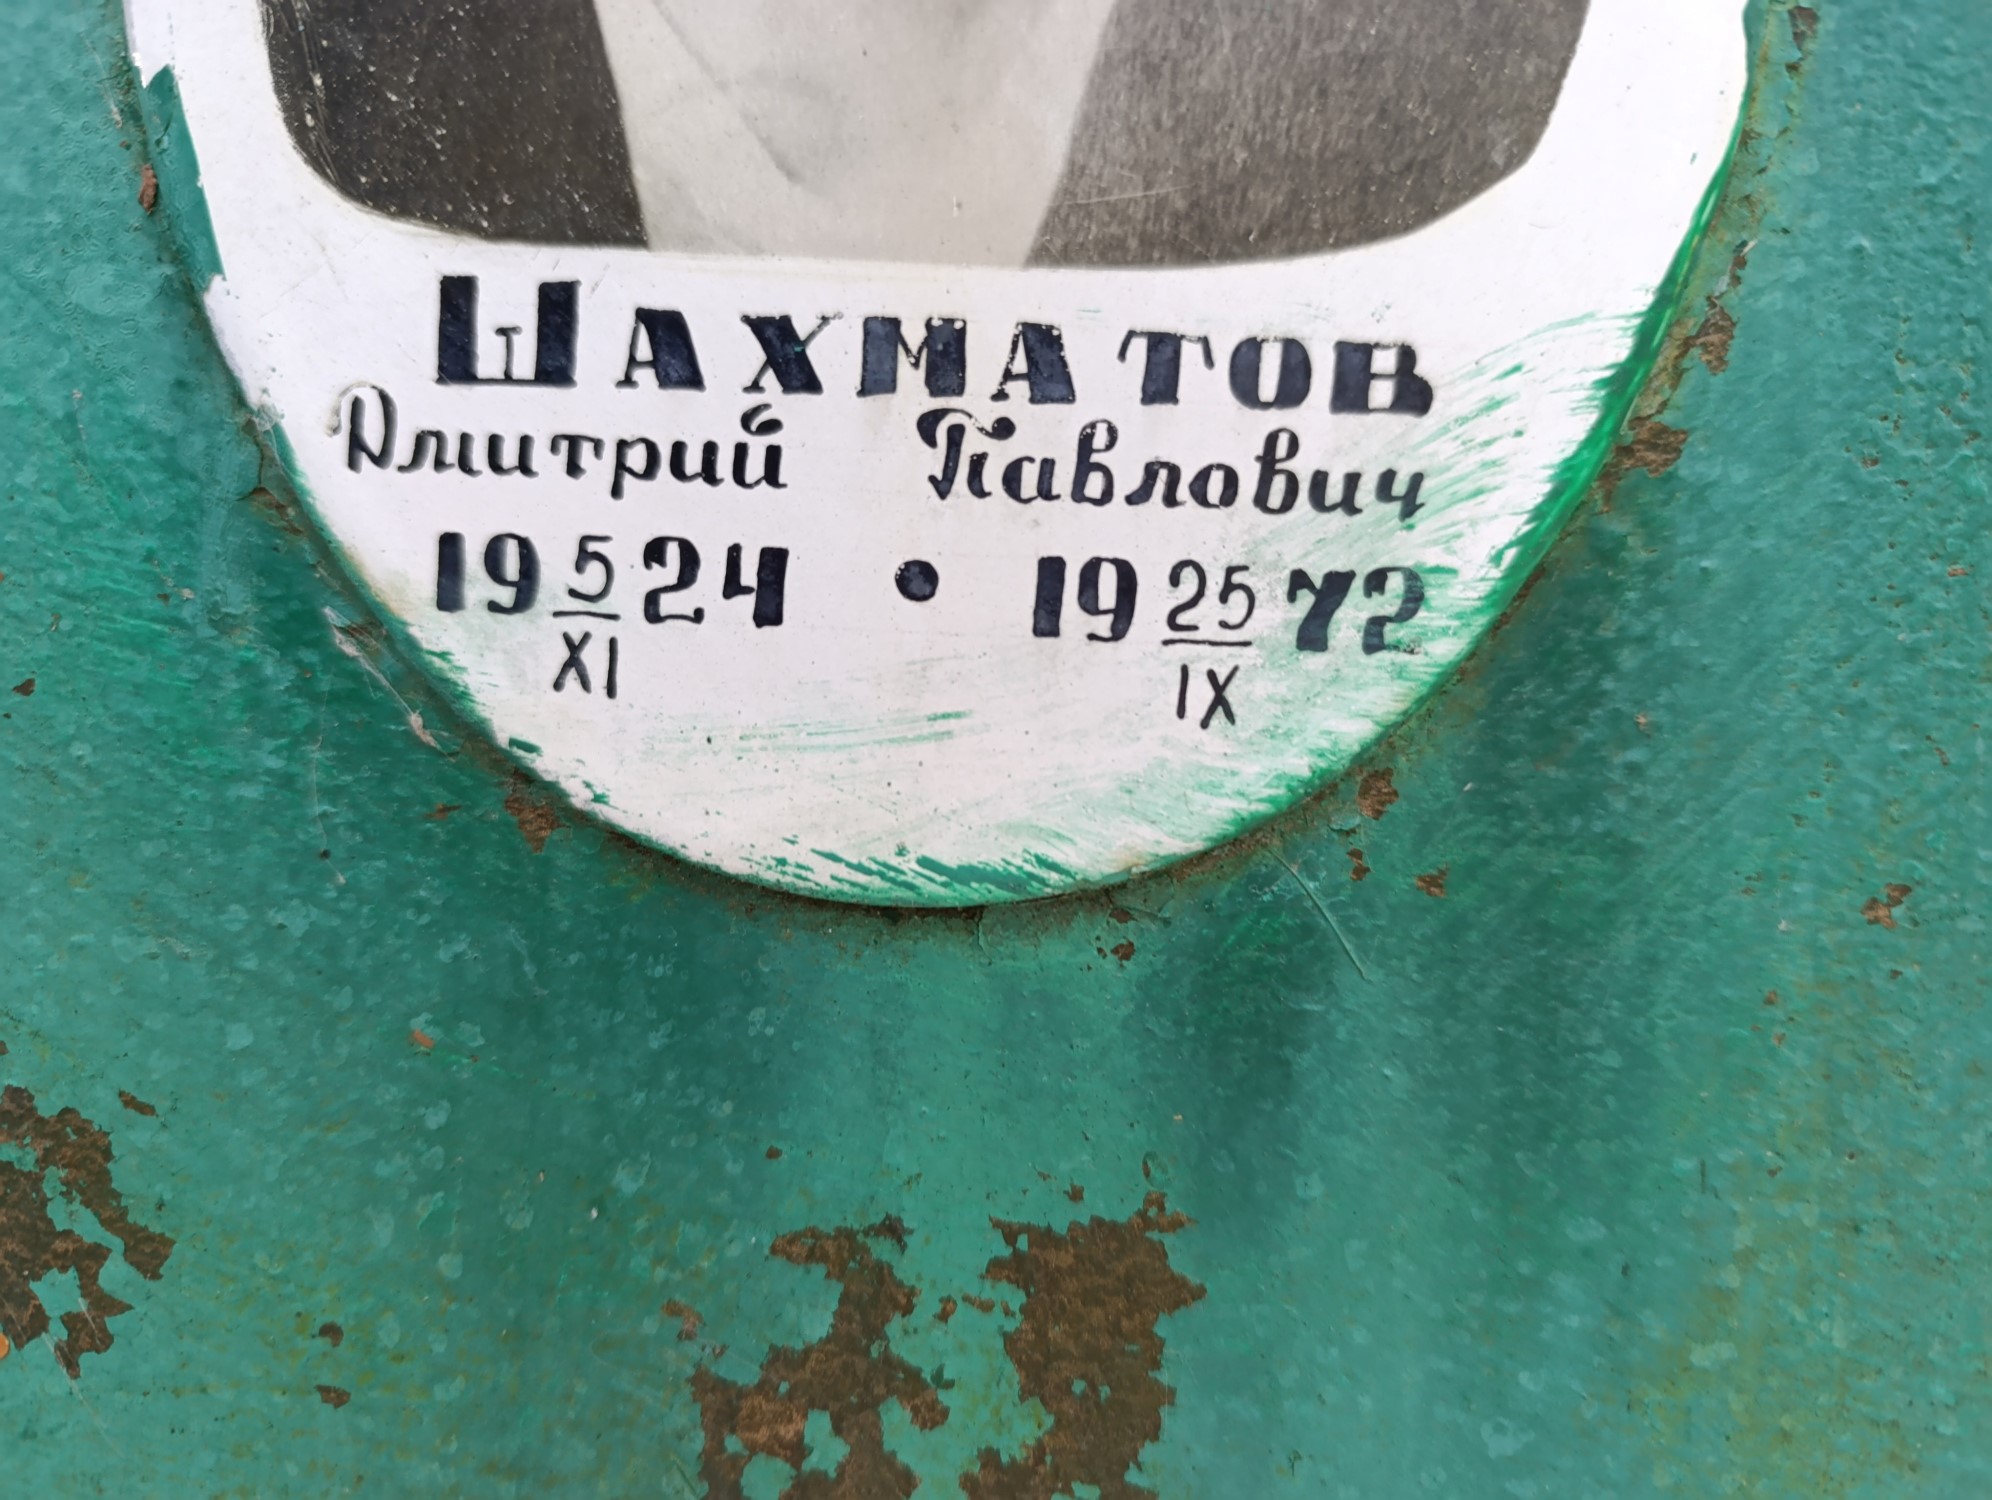 ШАХМАТОВ
Дмитрий Павлович
19 5/XI 24 • 19 25/IX 72